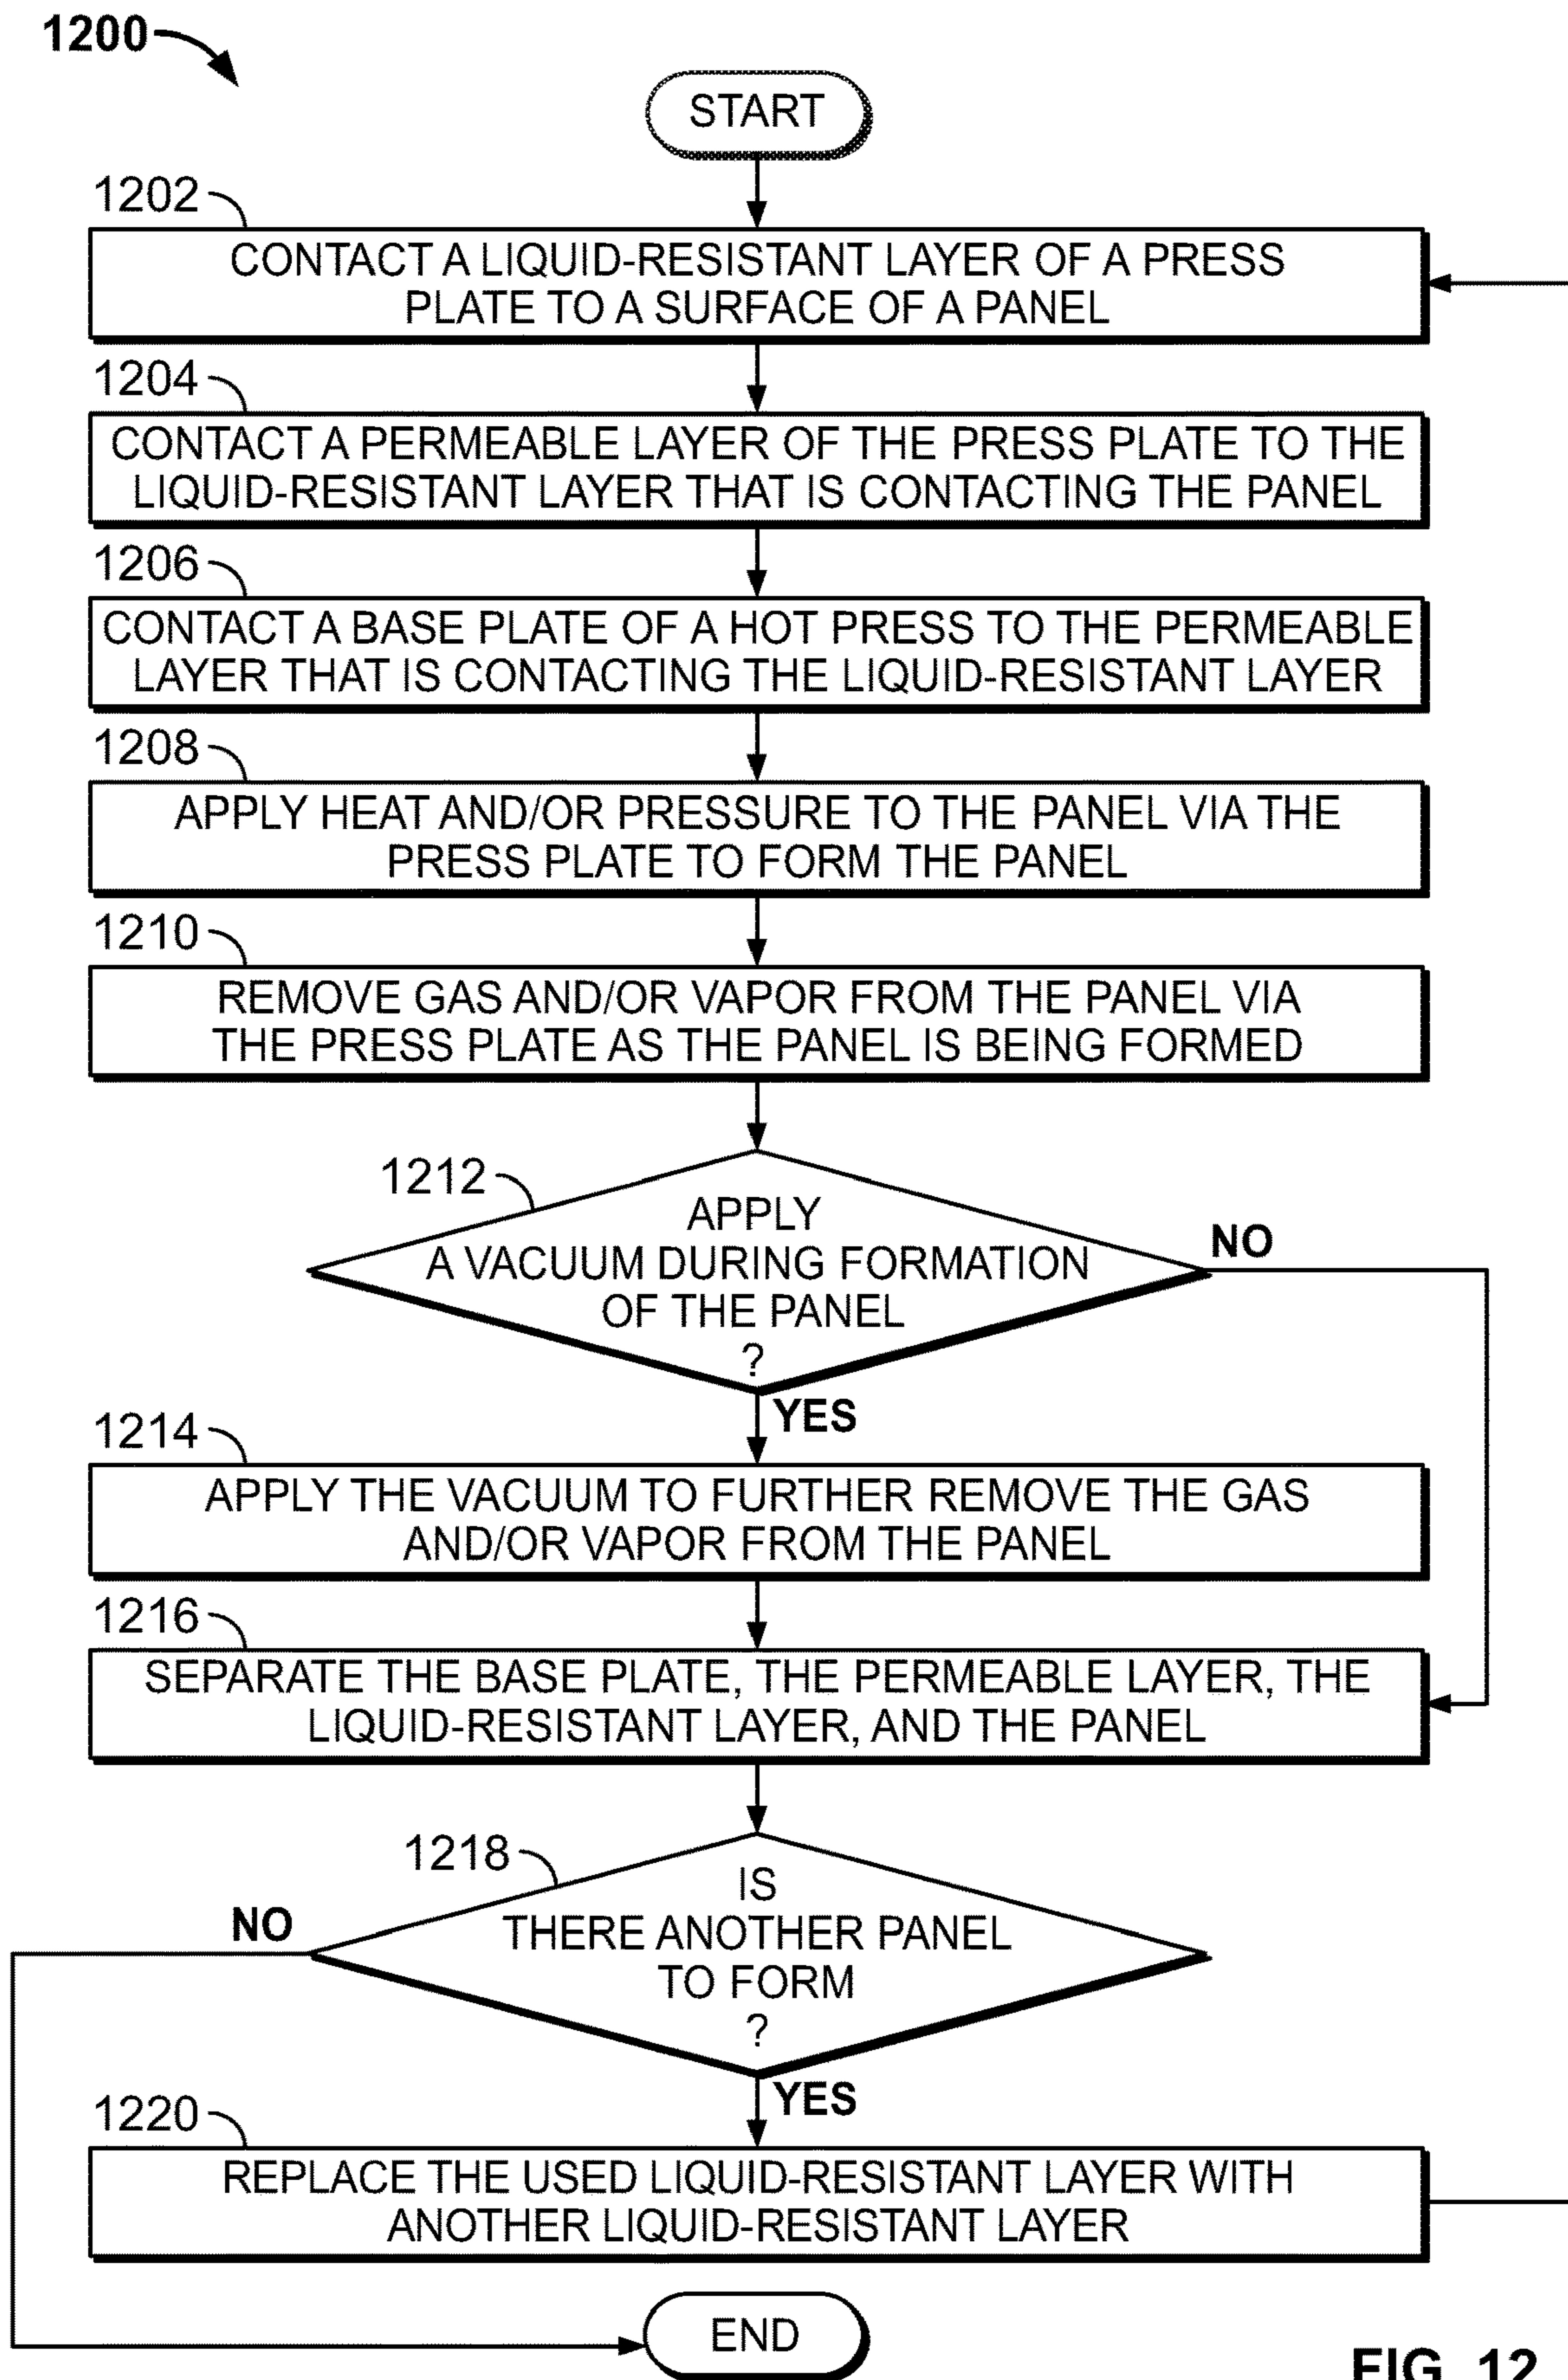 1200
START
1202
CONTACT A LIQUID-RESISTANT LAYER OF A PRESS
PLATE TO A SURFACE OF A PANEL
1204
CONTACT A PERMEABLE LAYER OF THE PRESS PLATE TO THE
LIQUID-RESISTANT LAYER THAT IS CONTACTING THE PANEL
1206
CONTACT A BASE PLATE OF A HOT PRESS TO THE PERMEABLE
LAYER THAT IS CONTACTING THE LIQUID-RESISTANT LAYER
1208
APPLY HEAT AND/OR PRESSURE TO THE PANEL VIA THE
PRESS PLATE TO FORM THE PANEL
1210
REMOVE GAS AND/OR VAPOR FROM THE PANEL VIA
THE PRESS PLATE AS THE PANEL IS BEING FORMED
1212
APPLY
A VACUUM DURING FORMATION
OF THE PANEL
?
NO
YES
1214
APPLY THE VACUUM TO FURTHER REMOVE THE GAS
AND/OR VAPOR FROM THE PANEL
1216
SEPARATE THE BASE PLATE, THE PERMEABLE LAYER, THE
LIQUID-RESISTANT LAYER, AND THE PANEL
1218
IS
THERE ANOTHER PANEL
TO FORM
?
NO
YES
1220
REPLACE THE USED LIQUID-RESISTANT LAYER WITH
ANOTHER LIQUID-RESISTANT LAYER
END
FIG. 12